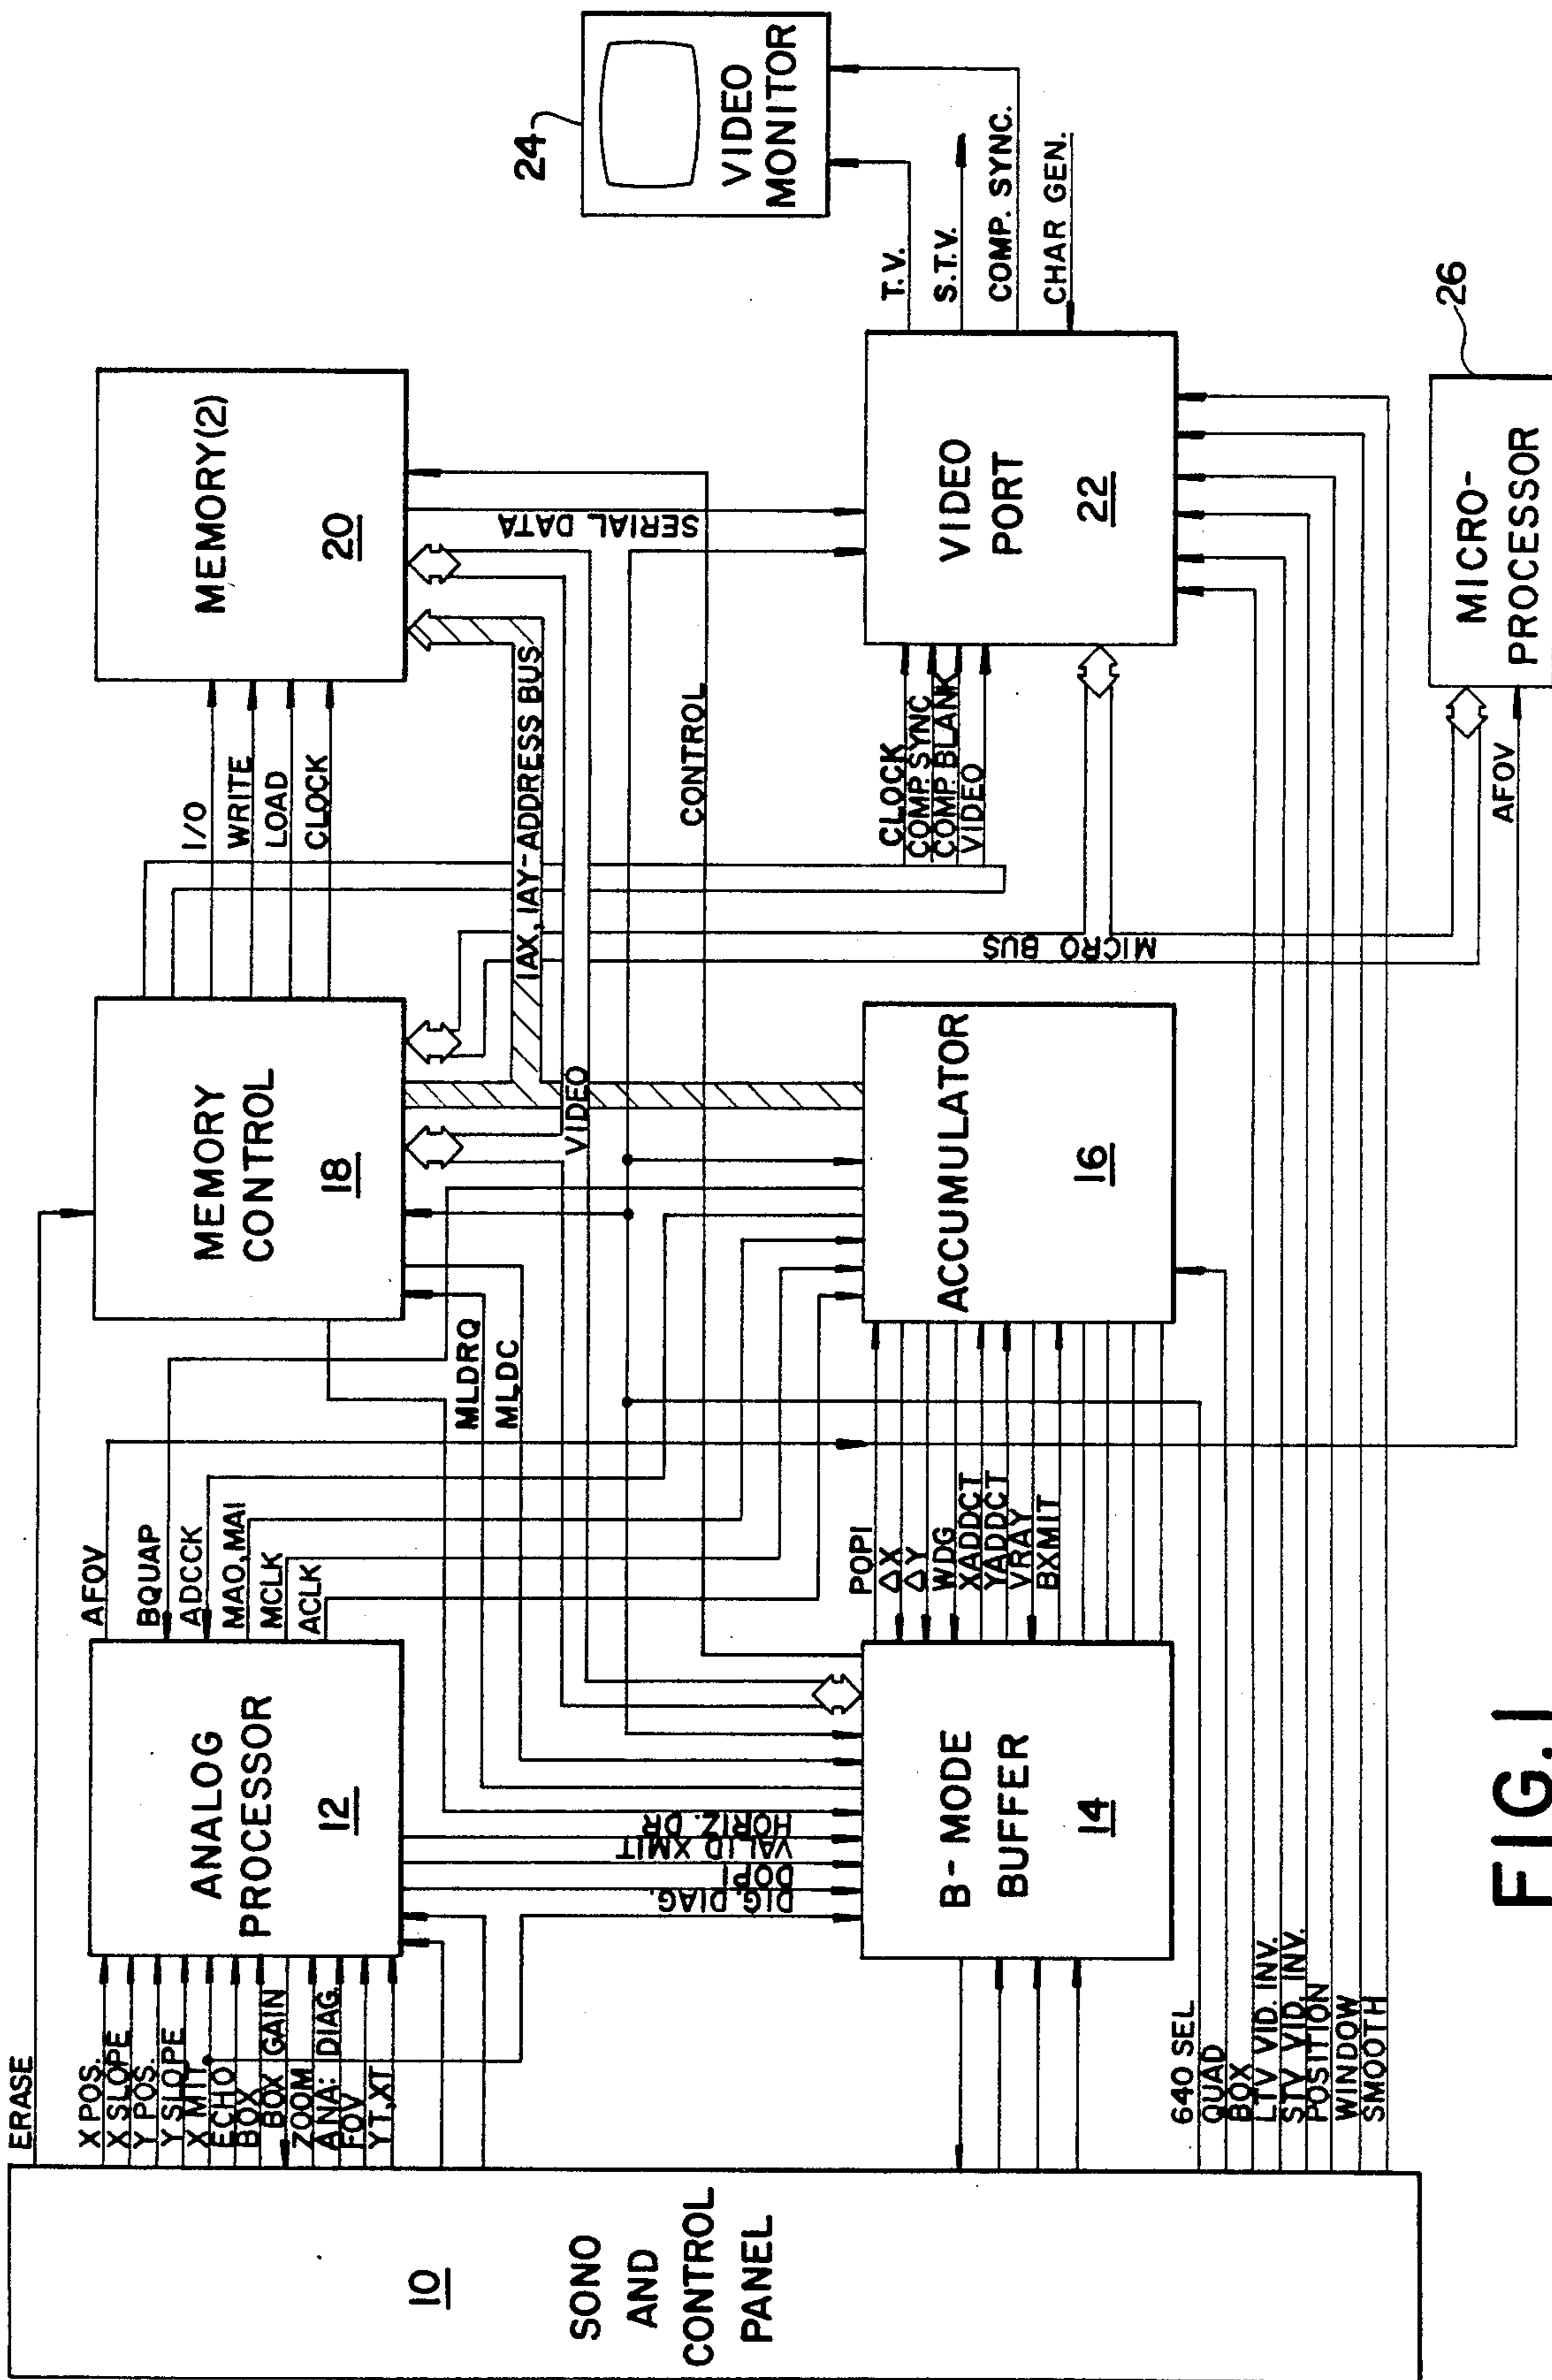 ERASE
X POS.
X SLOPE
Y POS.
Y SLOPE
X MIT.
ECHO
BOX
BOX GAIN
ZOOM
ANA: DIAG.
FOV
YT,XT
10
SONO
AND
CONTROL
PANEL
640 SEL
QUAD
BOX
LTV VID. INV.
STV VID. INV.
POSITION
WINDOW
SMOOTH
ANALOG
PROCESSOR
12
AFOV
BQUAP
ADCCK
MAO,MAI
MCLK
ACLK
DIG. DIAG.
DOPI
VALID XMIT
HORIZ. DR
B-MODE
BUFFER
14
MLDRQ
MLDC
POPI
ΔX
ΔY
WDG
XADDCT
YADDCT
VRAY
BXMIT
MEMORY
CONTROL
18
ACCUMULATOR
16
VIDEO
I/O
WRITE
LOAD
CLOCK
IAX, IAY-ADDRESS BUS
CONTROL
SERIAL DATA
MICRO BUS
CLOCK
COMP.SYNC
COMP.BLANK
VIDEO
MEMORY(2)
20
VIDEO
PORT
22
T.V.
S.T.V.
COMP. SYNC.
CHAR GEN.
24
VIDEO
MONITOR
AFOV
26
MICRO-
PROCESSOR
FIG. 1